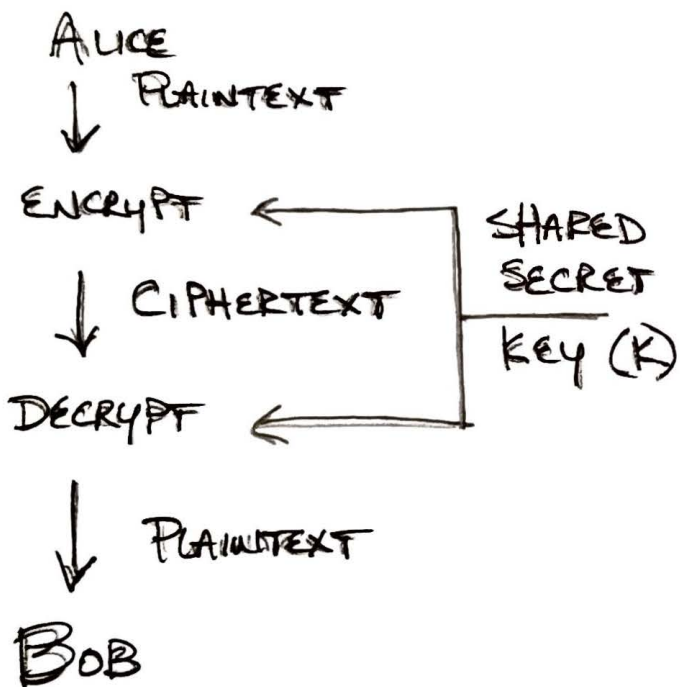 ALICE
PLAINTEXT
ENCRYPT
SHARED
SECRET
KEY (K)
CIPHERTEXT
DECRYPT
PLAINTEXT
BOB